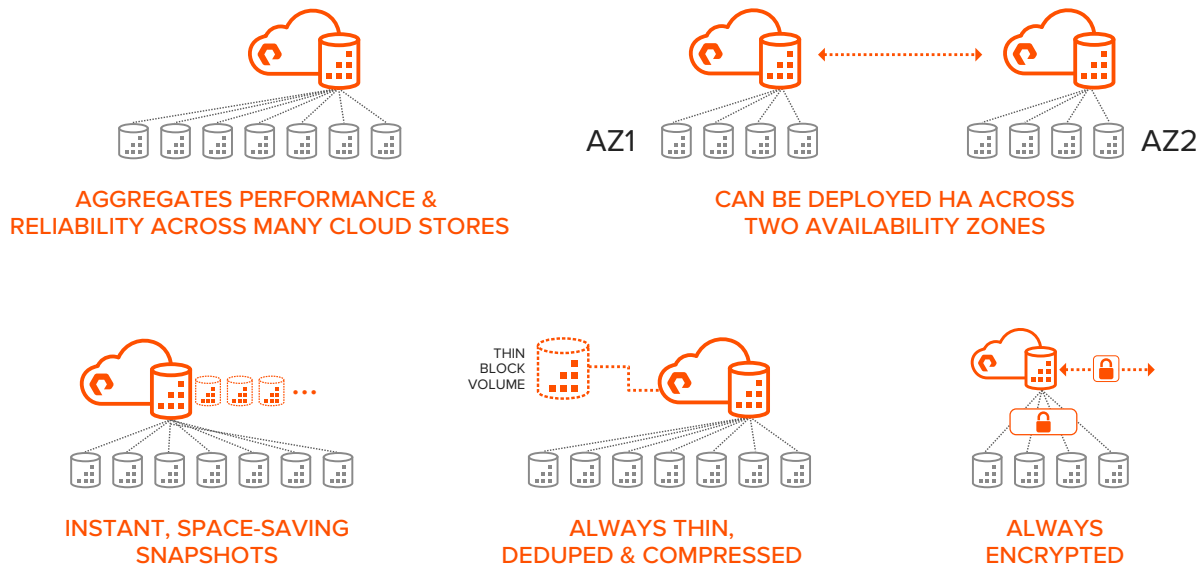 AZ1
AZ2
AGGREGATES PERFORMANCE &
RELIABILITY ACROSS MANY CLOUD STORES
CAN BE DEPLOYED HA ACROSS
TWO AVAILABILITY ZONES
THIN
BLOCK
VOLUME
INSTANT, SPACE-SAVING
SNAPSHOTS
ALWAYS THIN,
DEDUPED & COMPRESSED
ALWAYS
ENCRYPTED